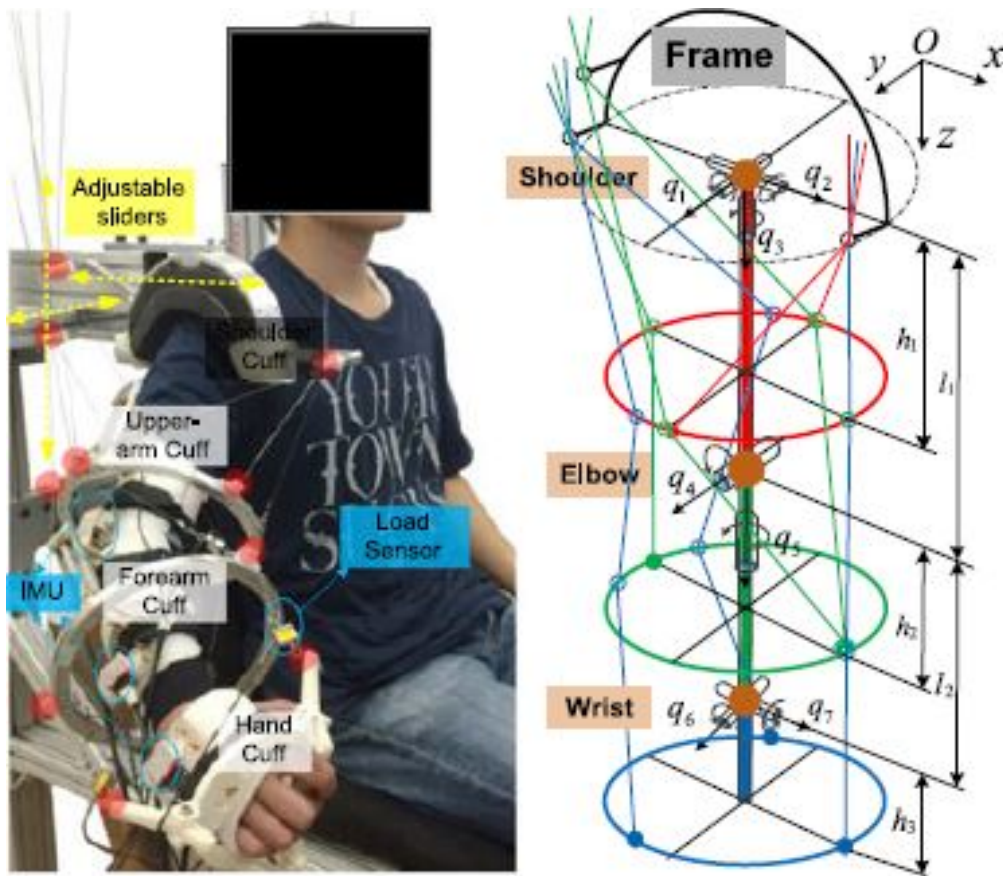 Adjustable
sliders
Shoulder
Cuff
YOUR
TOWN
Upper-
arm Cuff
Load
Sensor
IMU
Forearm
Cuff
Hand
Cuff
Frame
O
x
y
z
Shoulder
q1
q2
q3
h1
l1
Elbow
q4
q5
h2
l2
Wrist
q6
q7
h3